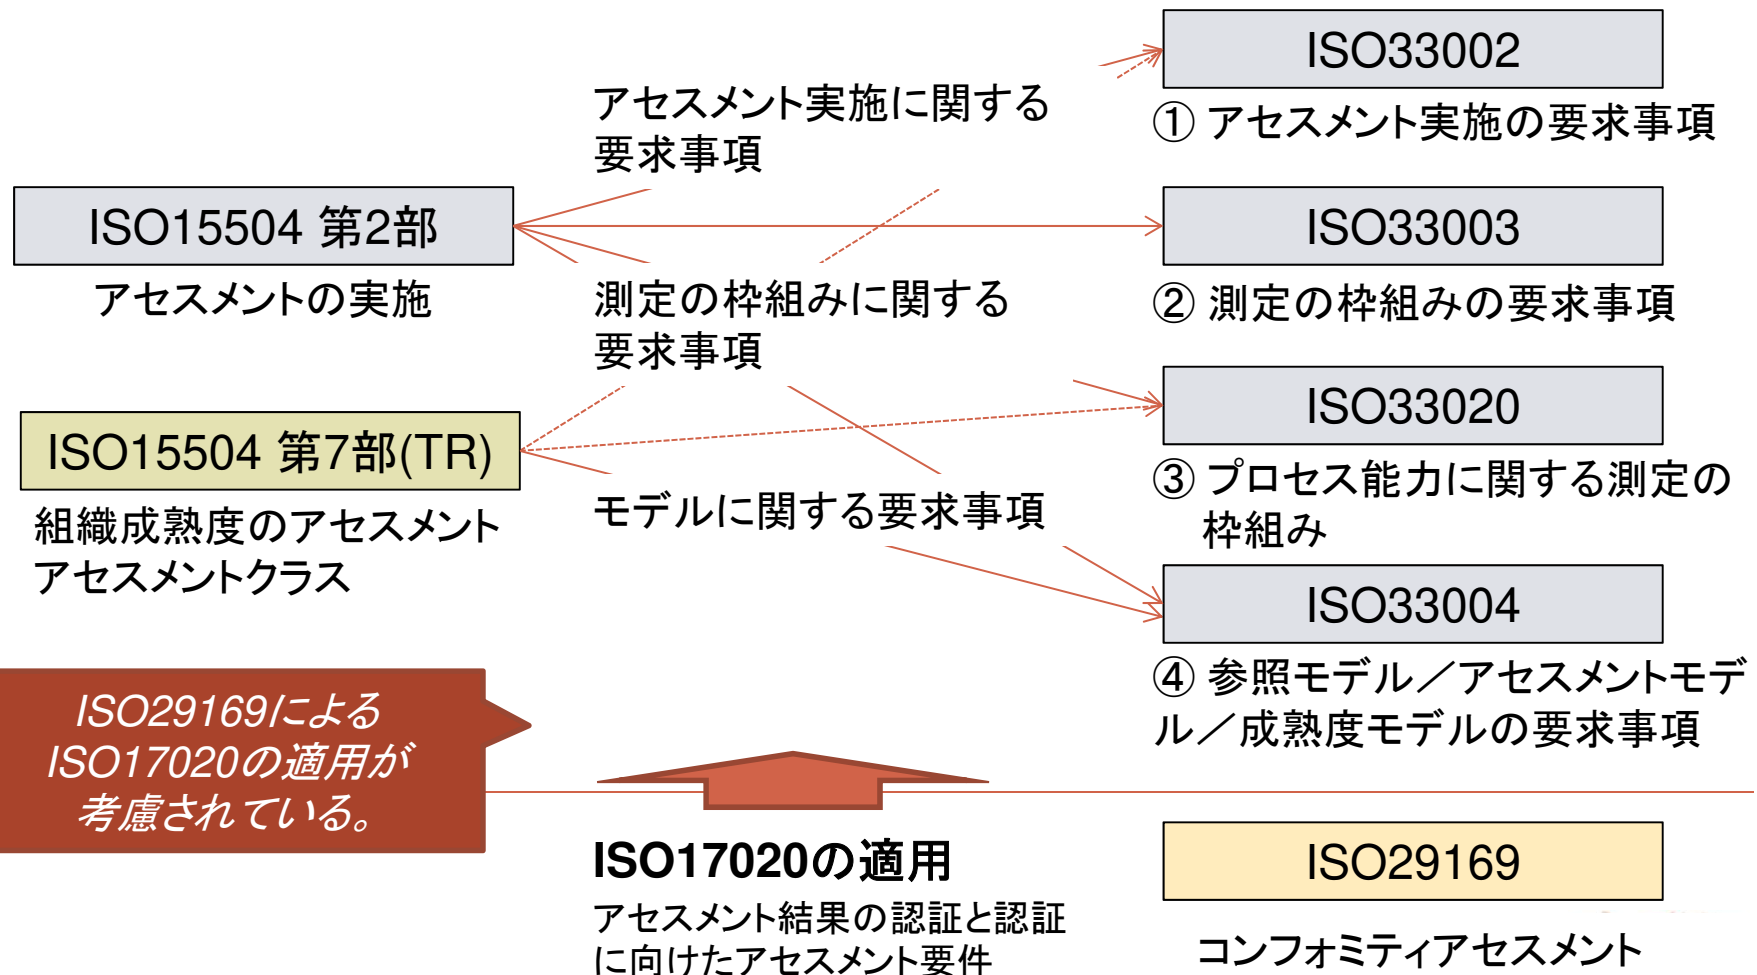 ISO33002
アセスメント実施に関する
要求事項
① アセスメント実施の要求事項
ISO15504 第2部
アセスメントの実施
ISO33003
測定の枠組みに関する
要求事項
② 測定の枠組みの要求事項
ISO33020
ISO15504 第7部(TR)
組織成熟度のアセスメント
アセスメントクラス
モデルに関する要求事項
③ プロセス能力に関する測定の
枠組み
ISO33004
④ 参照モデル／アセスメントモデ
ル／成熟度モデルの要求事項
ISO29169による
ISO17020の適用が
考慮されている。
ISO17020の適用
アセスメント結果の認証と認証
に向けたアセスメント要件
ISO29169
コンフォミティアセスメント